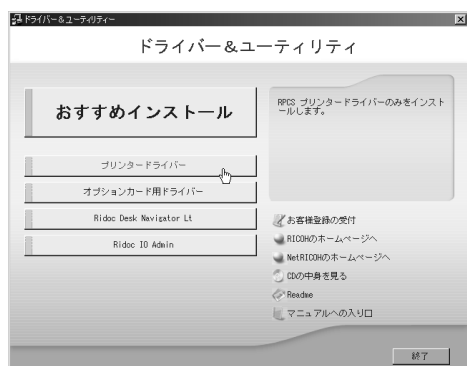 ドライバー&ユーティリティー
ドライバー&ユーティリティ
おすすめインストール
プリンタードライバー
オプションカード用ドライバー
Ridoc Desk Navigator Lt
Ridoc IO Admin
RPCS プリンタードライバーのみをインスト
ールします。
お客様登録の受付
RICOHのホームページへ
NetRICOHのホームページへ
CDの中身を見る
Readme
マニュアルへの入り口
終了